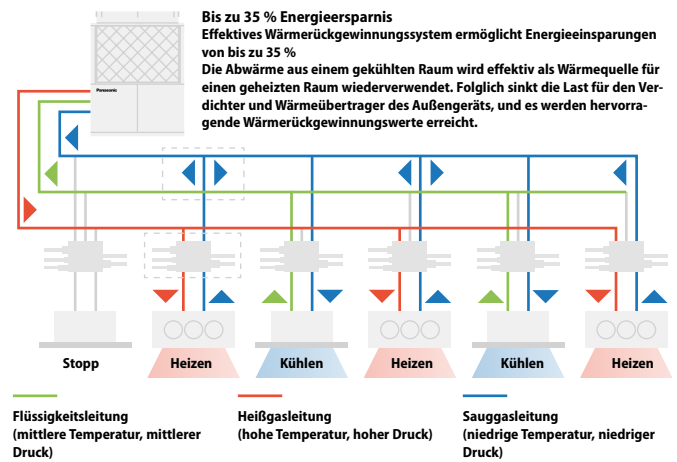 Bis zu 35 % Energieersparnis
Effektives Wärmerückgewinnungssystem ermöglicht Energieeinsparungen
von bis zu 35 %
Die Abwärme aus einem gekühlten Raum wird effektiv als Wärmequelle für
einen geheizten Raum wiederverwendet. Folglich sinkt die Last für den Ver-
dichter und Wärmeübertrager des Außengeräts, und es werden hervorra-
gende Wärmerückgewinnungswerte erreicht.
Panasonic
Stopp
Heizen
Kühlen
Heizen
Kühlen
Heizen
Flüssigkeitsleitung
(mittlere Temperatur, mittlerer
Druck)
Heißgasleitung
(hohe Temperatur, hoher Druck)
Sauggasleitung
(niedrige Temperatur, niedriger
Druck)